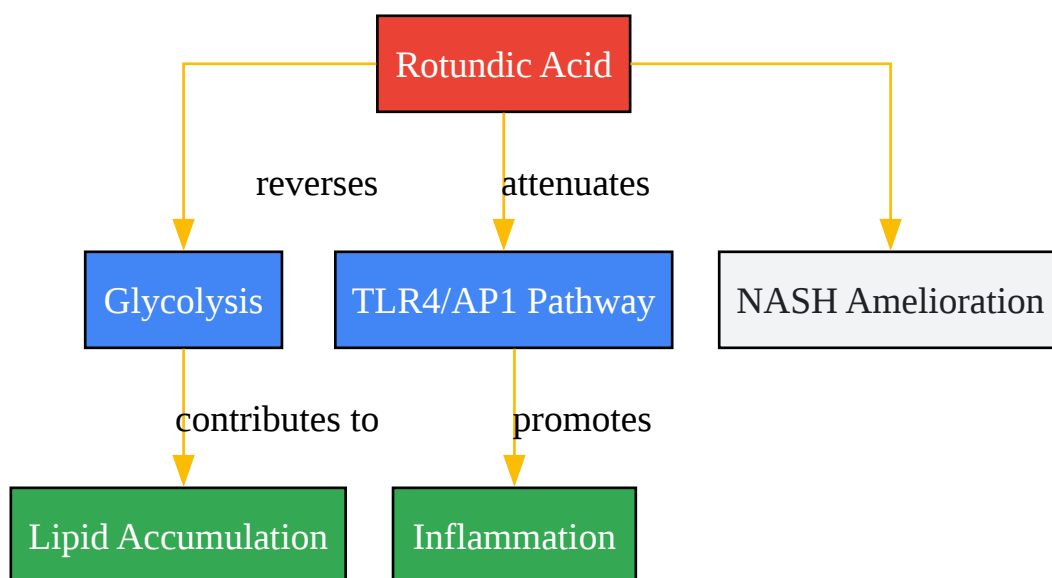 Rotundic Acid
reverses
attenuates
Glycolysis
TLR4/AP1 Pathway
NASH Amelioration
contributes to
promotes
Lipid Accumulation
Inflammation